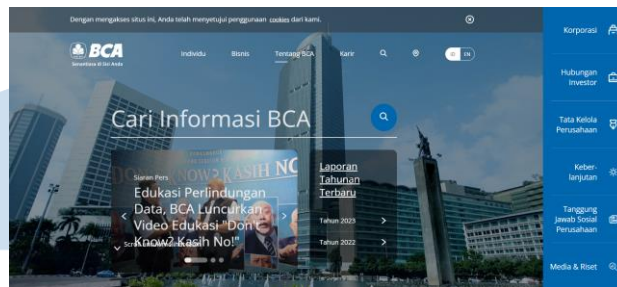 Dengan mengakses situs ini, Anda telah menyetujui penggunaan cookies dari kami.
BCA
Senantiasa di Sisi Anda
Individu Bisnis Tentang BCA Karir ID EN
Cari Informasi BCA
Siaran Pers
Edukasi Perlindungan
Data, BCA Luncurkan
Video Edukasi "Don't
Know? Kasih No!"
Laporan
Tahunan
Terbaru
Tahun 2023
Tahun 2022
Korporasi
Hubungan
Investor
Tata Kelola
Perusahaan
Keber-
lanjutan
Tanggung
Jawab Sosial
Perusahaan
Media & Riset